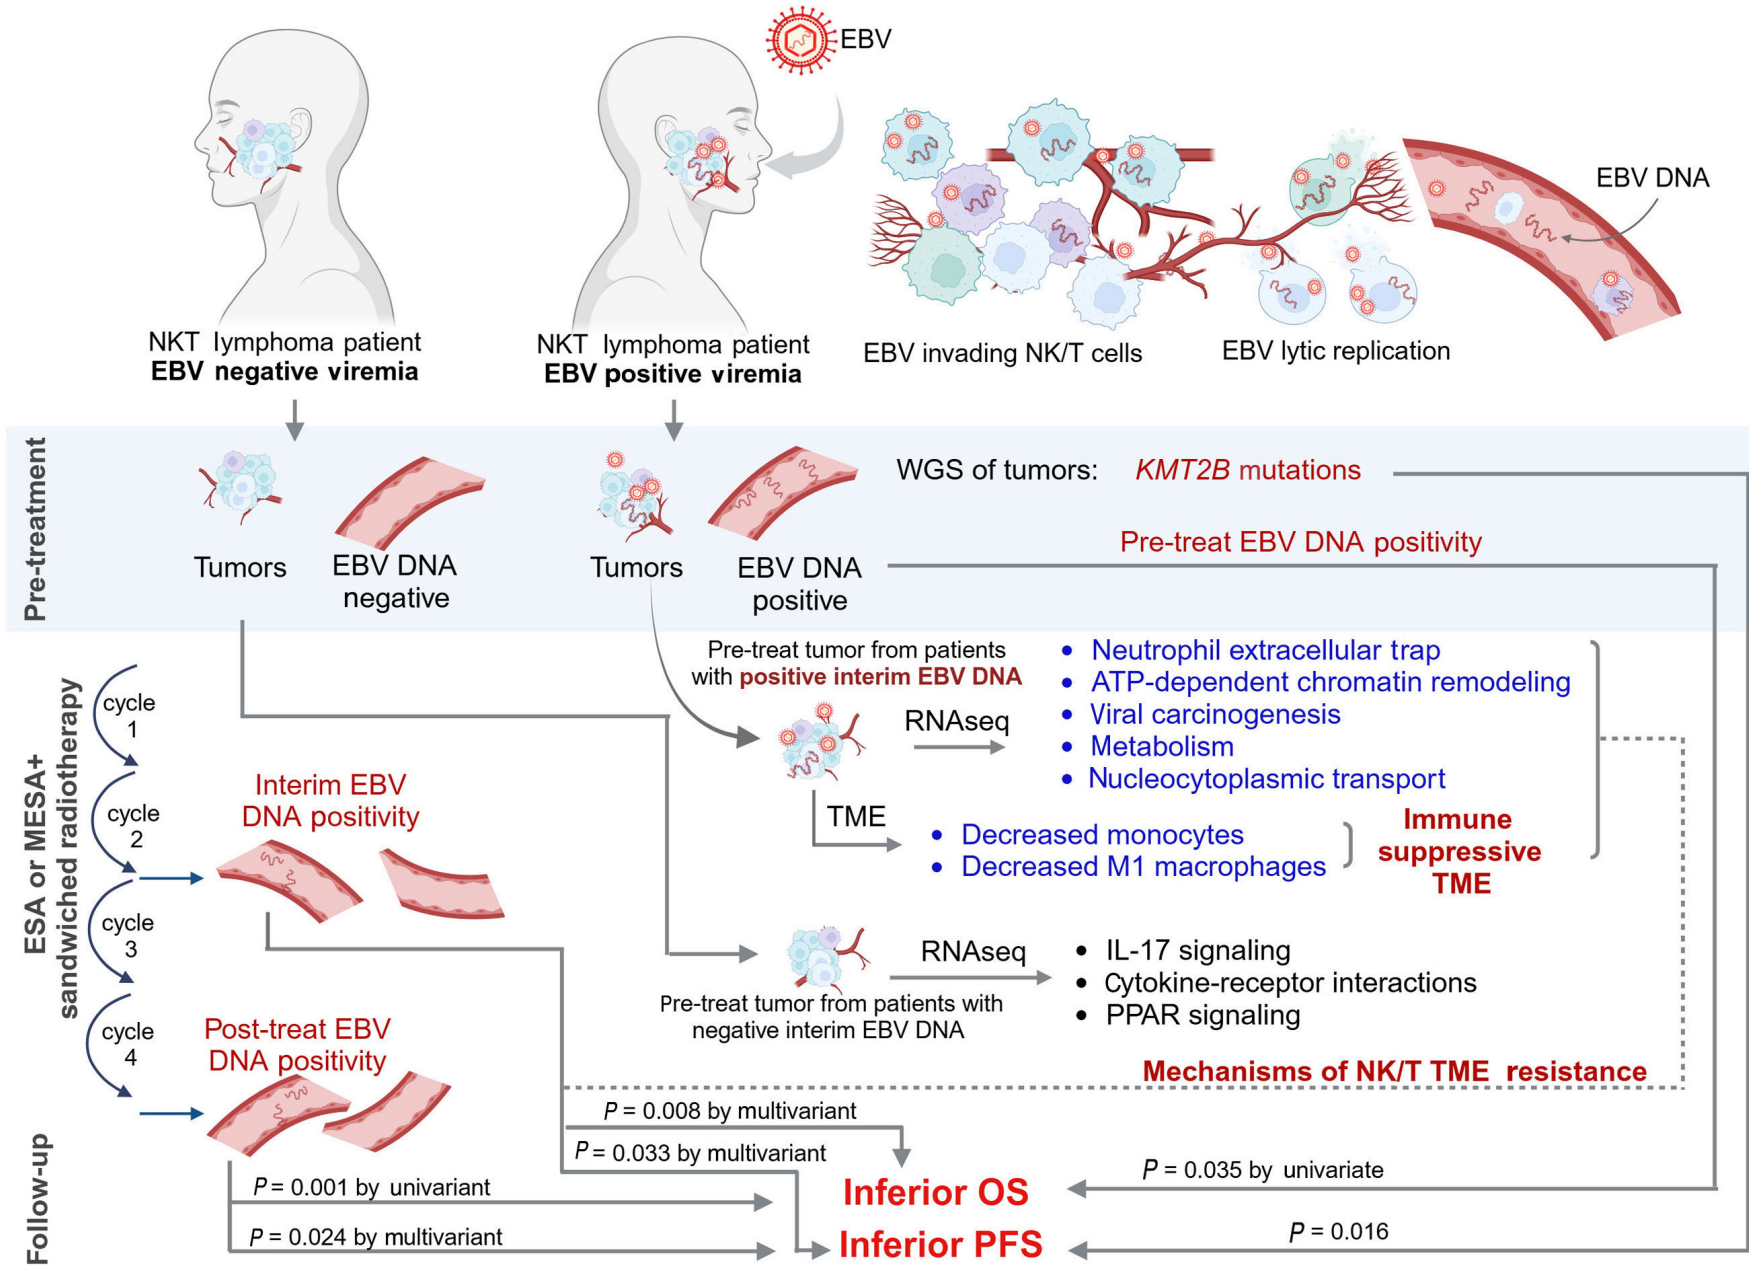 EBV
EBV DNA
NKT lymphoma patient
EBV negative viremia
NKT lymphoma patient
EBV positive viremia
EBV invading NK/T cells
EBV lytic replication
Pre-treatment
Tumors
EBV DNA
negative
Tumors
EBV DNA
positive
WGS of tumors: KMT2B mutations
Pre-treat EBV DNA positivity
ESA or MESA+
sandwiched radiotherapy
cycle
1
cycle
2
cycle
3
cycle
4
Interim EBV
DNA positivity
Post-treat EBV
DNA positivity
Pre-treat tumor from patients
with positive interim EBV DNA
RNAseq
• Neutrophil extracellular trap
• ATP-dependent chromatin remodeling
• Viral carcinogenesis
• Metabolism
• Nucleocytoplasmic transport
TME
• Decreased monocytes
• Decreased M1 macrophages
Immune
suppressive
TME
RNAseq
Pre-treat tumor from patients with
negative interim EBV DNA
• IL-17 signaling
• Cytokine-receptor interactions
• PPAR signaling
Mechanisms of NK/T TME resistance
Follow-up
P = 0.008 by multivariant
P = 0.033 by multivariant
P = 0.001 by univariant
P = 0.024 by multivariant
Inferior OS
Inferior PFS
P = 0.035 by univariate
P = 0.016